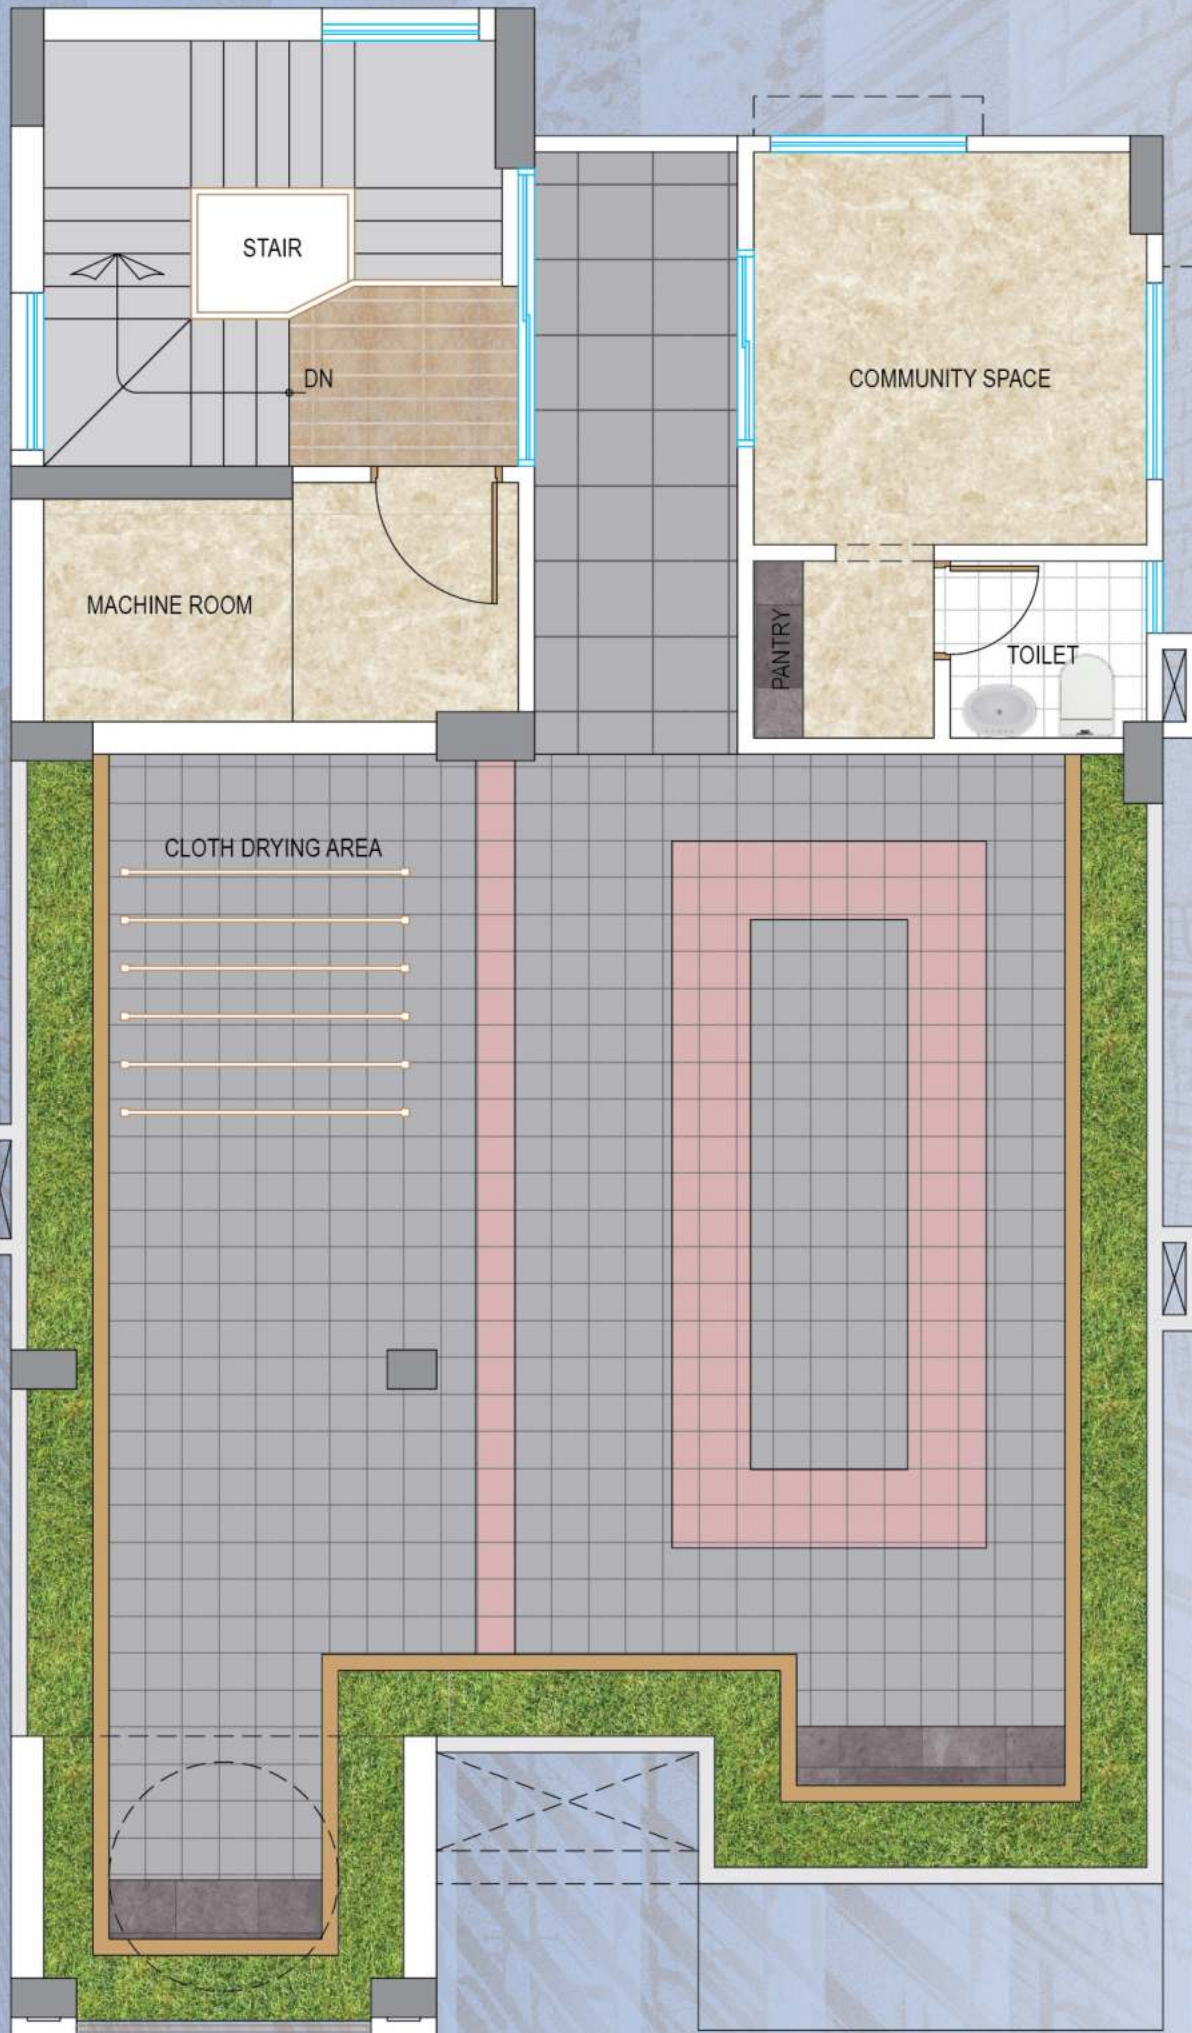 STAIR
DN
COMMUNITY SPACE
MACHINE ROOM
PANTRY
TOILET
CLOTH DRYING AREA